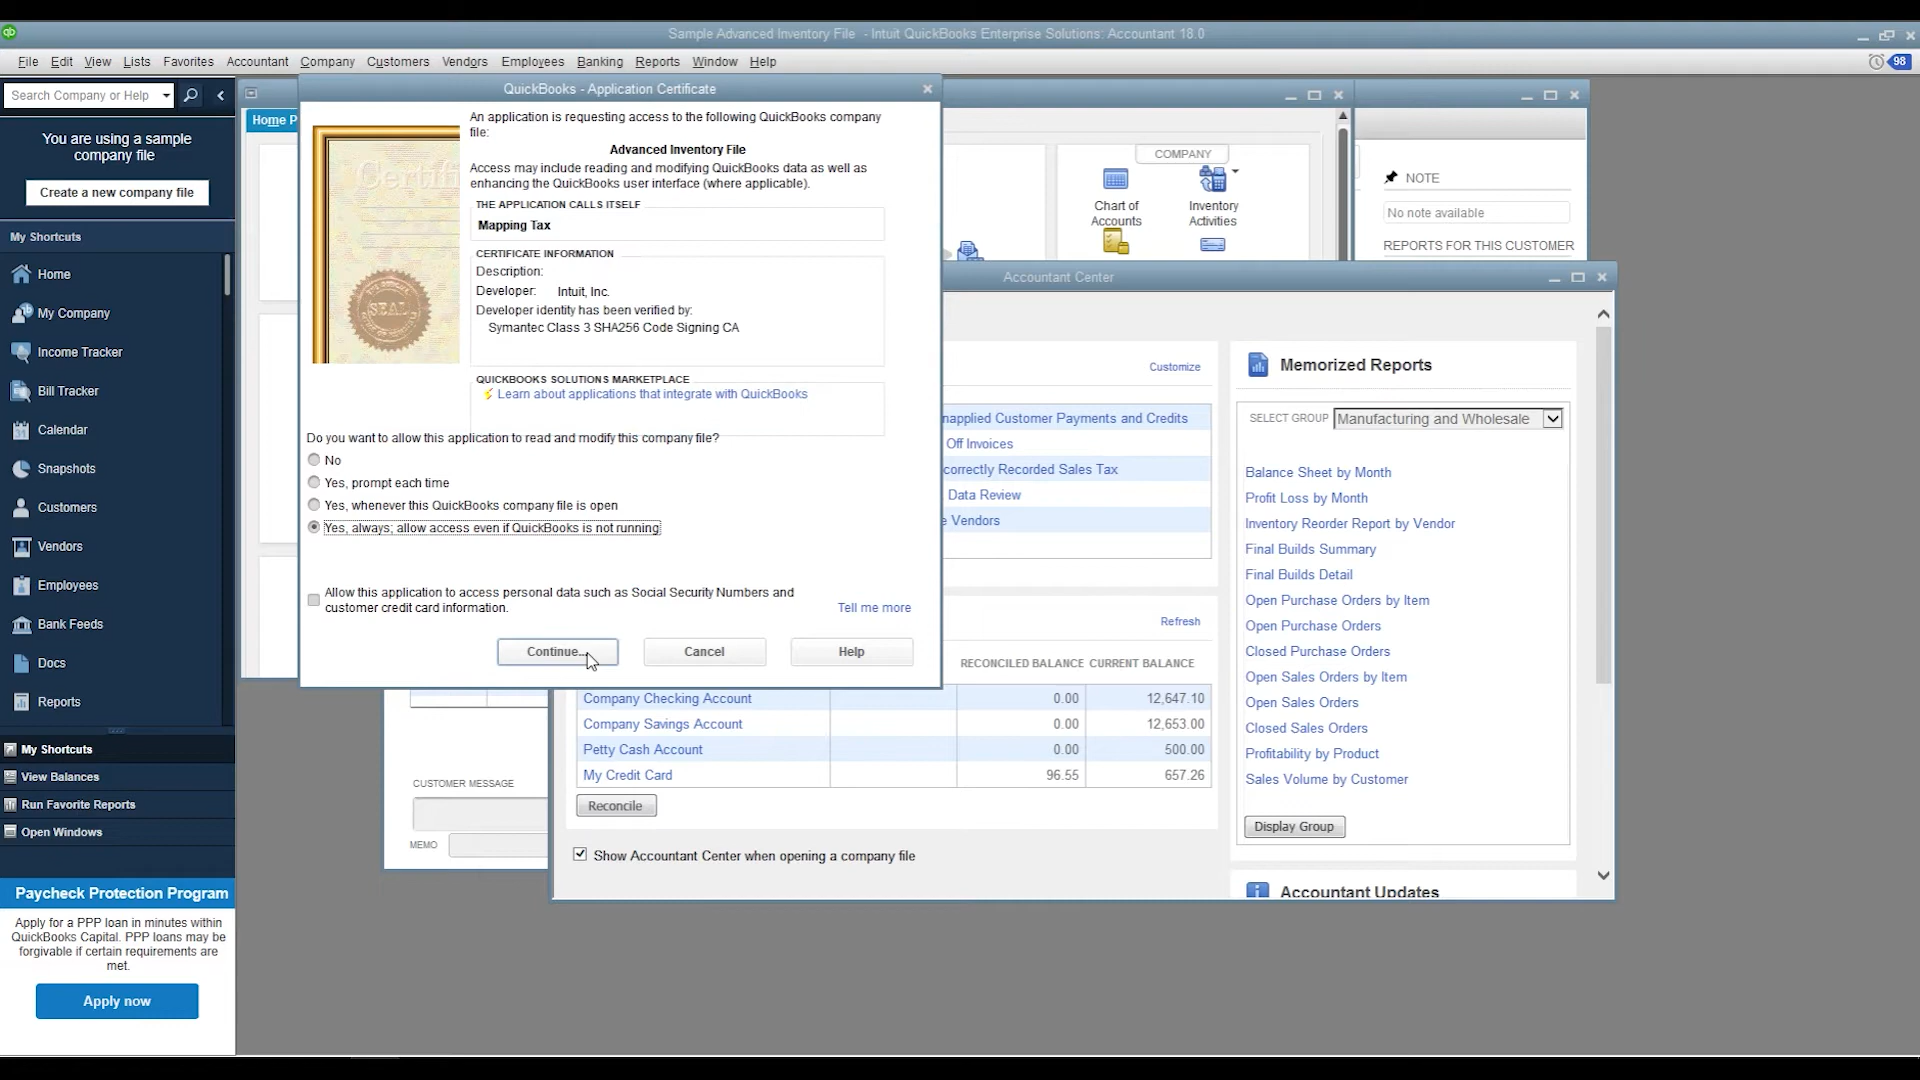 Sample Advanced Inventory File - Intuit QuickBooks Enterprise Solutions: Accountant 18.0
File Edit View Lists Favorites Accountant Company Customers Vendors Employees Banking Reports Window Help
98
Search Company or Help
You are using a sample
company file
Create a new company file
My Shortcuts
Home
My Company
Income Tracker
Bill Tracker
Calendar
Snapshots
Customers
Vendors
Employees
Bank Feeds
Docs
Reports
My Shortcuts
View Balances
Run Favorite Reports
Open Windows
Paycheck Protection Program
Apply for a PPP loan in minutes within
QuickBooks Capital. PPP loans may be
forgivable if certain requirements are
met.
Apply now
Home P
QuickBooks - Application Certificate
An application is requesting access to the following QuickBooks company
file:
Advanced Inventory File
Access may include reading and modifying QuickBooks data as well as
enhancing the QuickBooks user interface (where applicable).
THE APPLICATION CALLS ITSELF
Mapping Tax
CERTIFICATE INFORMATION
Description:
Developer: Intuit, Inc.
Developer identity has been verified by:
Symantec Class 3 SHA256 Code Signing CA
QUICKBOOKS SOLUTIONS MARKETPLACE
Learn about applications that integrate with QuickBooks
Certifi
SEAL
Do you want to allow this application to read and modify this company file?
No
Yes, prompt each time
Yes, whenever this QuickBooks company file is open
Yes, always; allow access even if QuickBooks is not running
Allow this application to access personal data such as Social Security Numbers and
customer credit card information.
Tell me more
Continue... Cancel Help
COMPANY
Chart of
Accounts
Inventory
Activities
NOTE
No note available
REPORTS FOR THIS CUSTOMER
Accountant Center
Customize
napplied Customer Payments and Credits
Off Invoices
correctly Recorded Sales Tax
Data Review
e Vendors
Refresh
RECONCILED BALANCE CURRENT BALANCE
Company Checking Account 0.00 12,647.10
Company Savings Account 0.00 12,653.00
Petty Cash Account 0.00 500.00
My Credit Card 96.55 657.26
Reconcile
Show Accountant Center when opening a company file
CUSTOMER MESSAGE
MEMO
Memorized Reports
SELECT GROUP Manufacturing and Wholesale
Balance Sheet by Month
Profit Loss by Month
Inventory Reorder Report by Vendor
Final Builds Summary
Final Builds Detail
Open Purchase Orders by Item
Open Purchase Orders
Closed Purchase Orders
Open Sales Orders by Item
Open Sales Orders
Closed Sales Orders
Profitability by Product
Sales Volume by Customer
Display Group
Accountant Updates